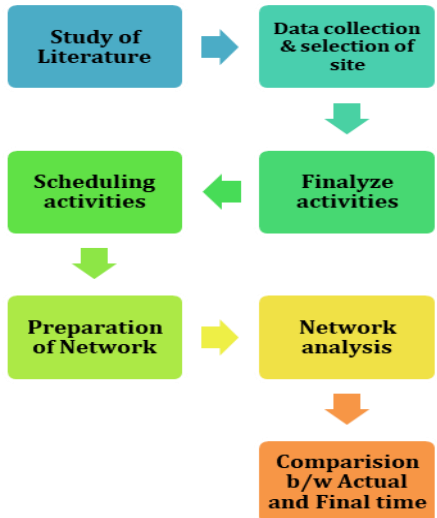 Study of
Literature
Data collection
& selection of
site
Finalyze
activities
Scheduling
activities
Preparation
of Network
Network
analysis
Comparision
b/w Actual
and Final time